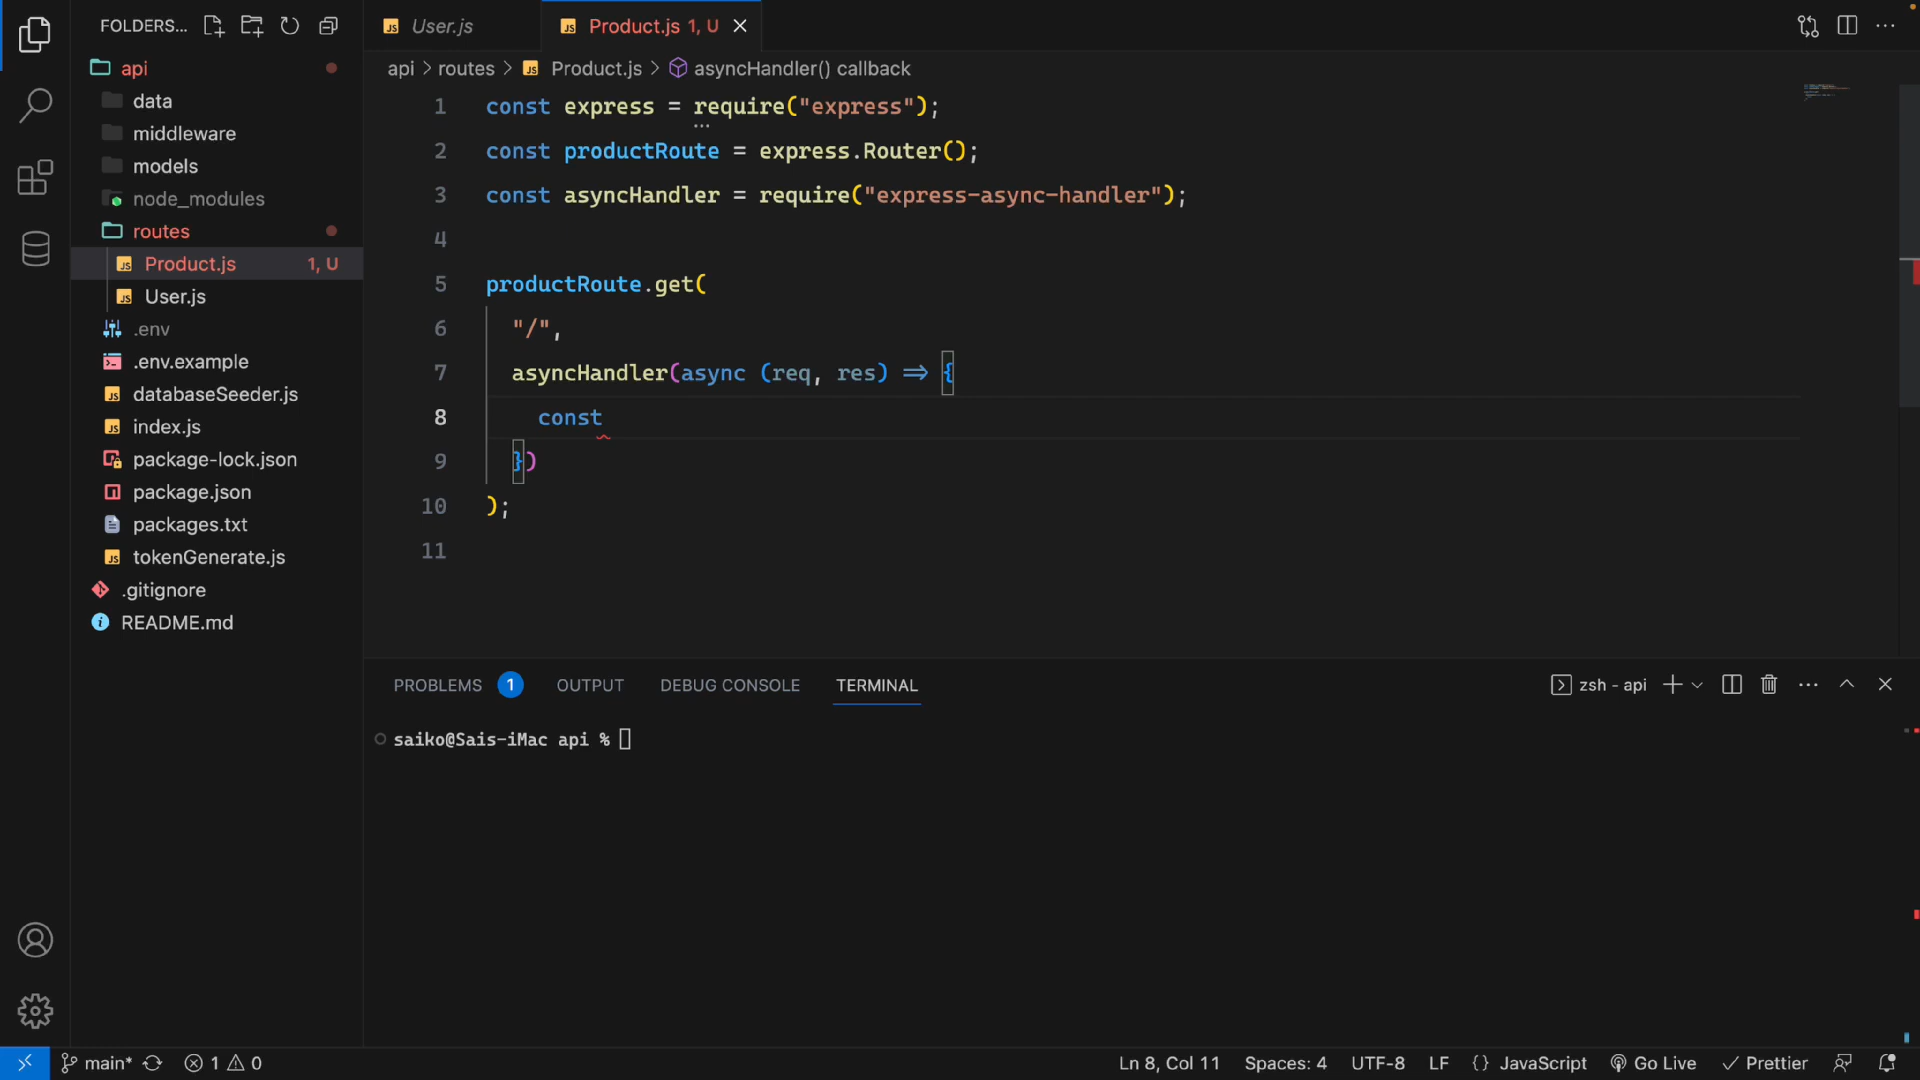 FOLDERS...
api
data
middleware
models
node_modules
routes
Product.js 1, U
User.js
.env
.env.example
databaseSeeder.js
index.js
package-lock.json
package.json
packages.txt
tokenGenerate.js
.gitignore
README.md
User.js
Product.js 1, U
api > routes > Product.js > asyncHandler() callback
1 const express = require("express");
2 const productRoute = express.Router();
3 const asyncHandler = require("express-async-handler");
4
5 productRoute.get(
6 "/",
7 asyncHandler(async (req, res) => {
8 const
9 })
10 );
11
PROBLEMS 1 OUTPUT DEBUG CONSOLE TERMINAL
zsh - api
saiko@Sais-iMac api %
main* 1 0
Ln 8, Col 11 Spaces: 4 UTF-8 LF {} JavaScript Go Live Prettier